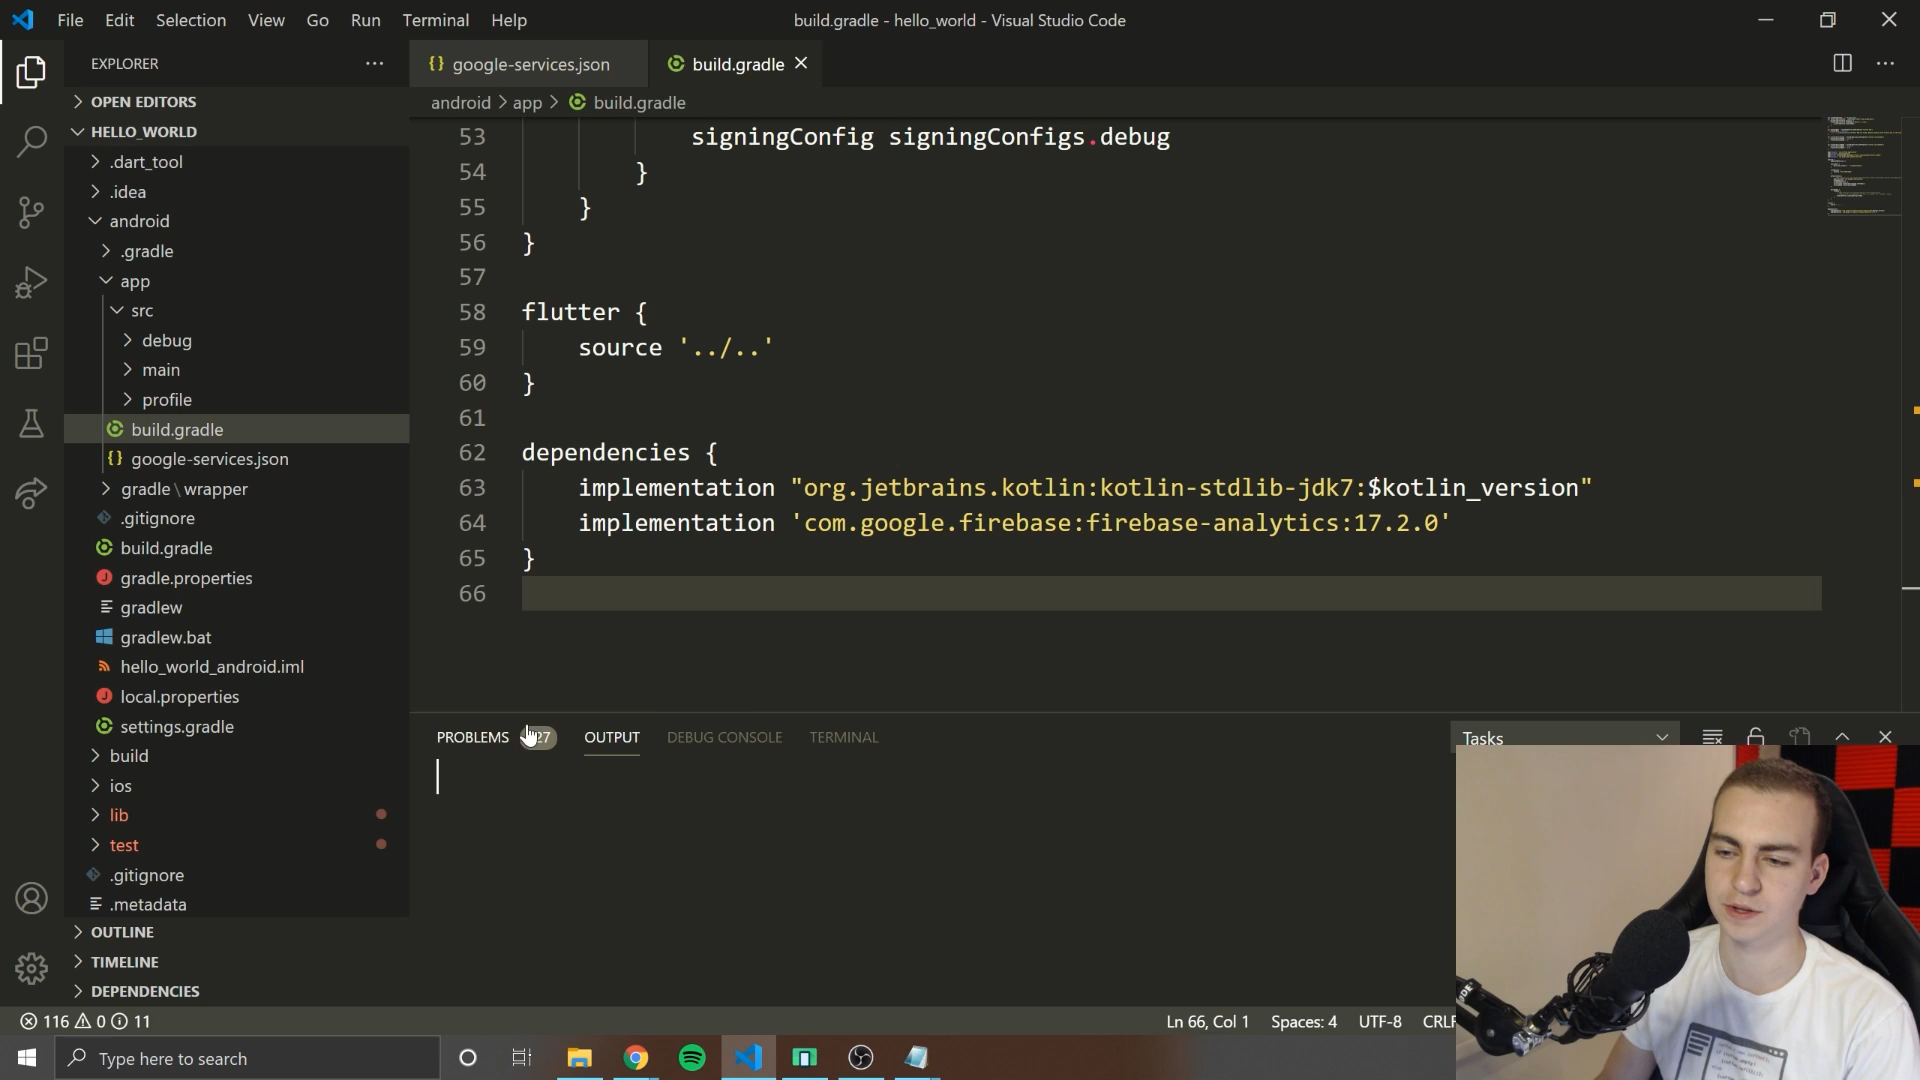 File Edit Selection View Go Run Terminal Help
build.gradle - hello_world - Visual Studio Code
EXPLORER
OPEN EDITORS
HELLO_WORLD
.dart_tool
.idea
android
.gradle
app
src
debug
main
profile
build.gradle
google-services.json
gradle\wrapper
.gitignore
build.gradle
gradle.properties
gradlew
gradlew.bat
hello_world_android.iml
local.properties
settings.gradle
build
ios
lib
test
.gitignore
.metadata
OUTLINE
TIMELINE
DEPENDENCIES
google-services.json build.gradle
android > app > build.gradle
53 signingConfig signingConfigs.debug
54 }
55 }
56 }
57
58 flutter {
59 source '../..'
60 }
61
62 dependencies {
63 implementation "org.jetbrains.kotlin:kotlin-stdlib-jdk7:$kotlin_version"
64 implementation 'com.google.firebase:firebase-analytics:17.2.0'
65 }
66
PROBLEMS OUTPUT DEBUG CONSOLE TERMINAL
Tasks
116 0 11
Ln 66, Col 1 Spaces: 4 UTF-8 CRLF
Type here to search